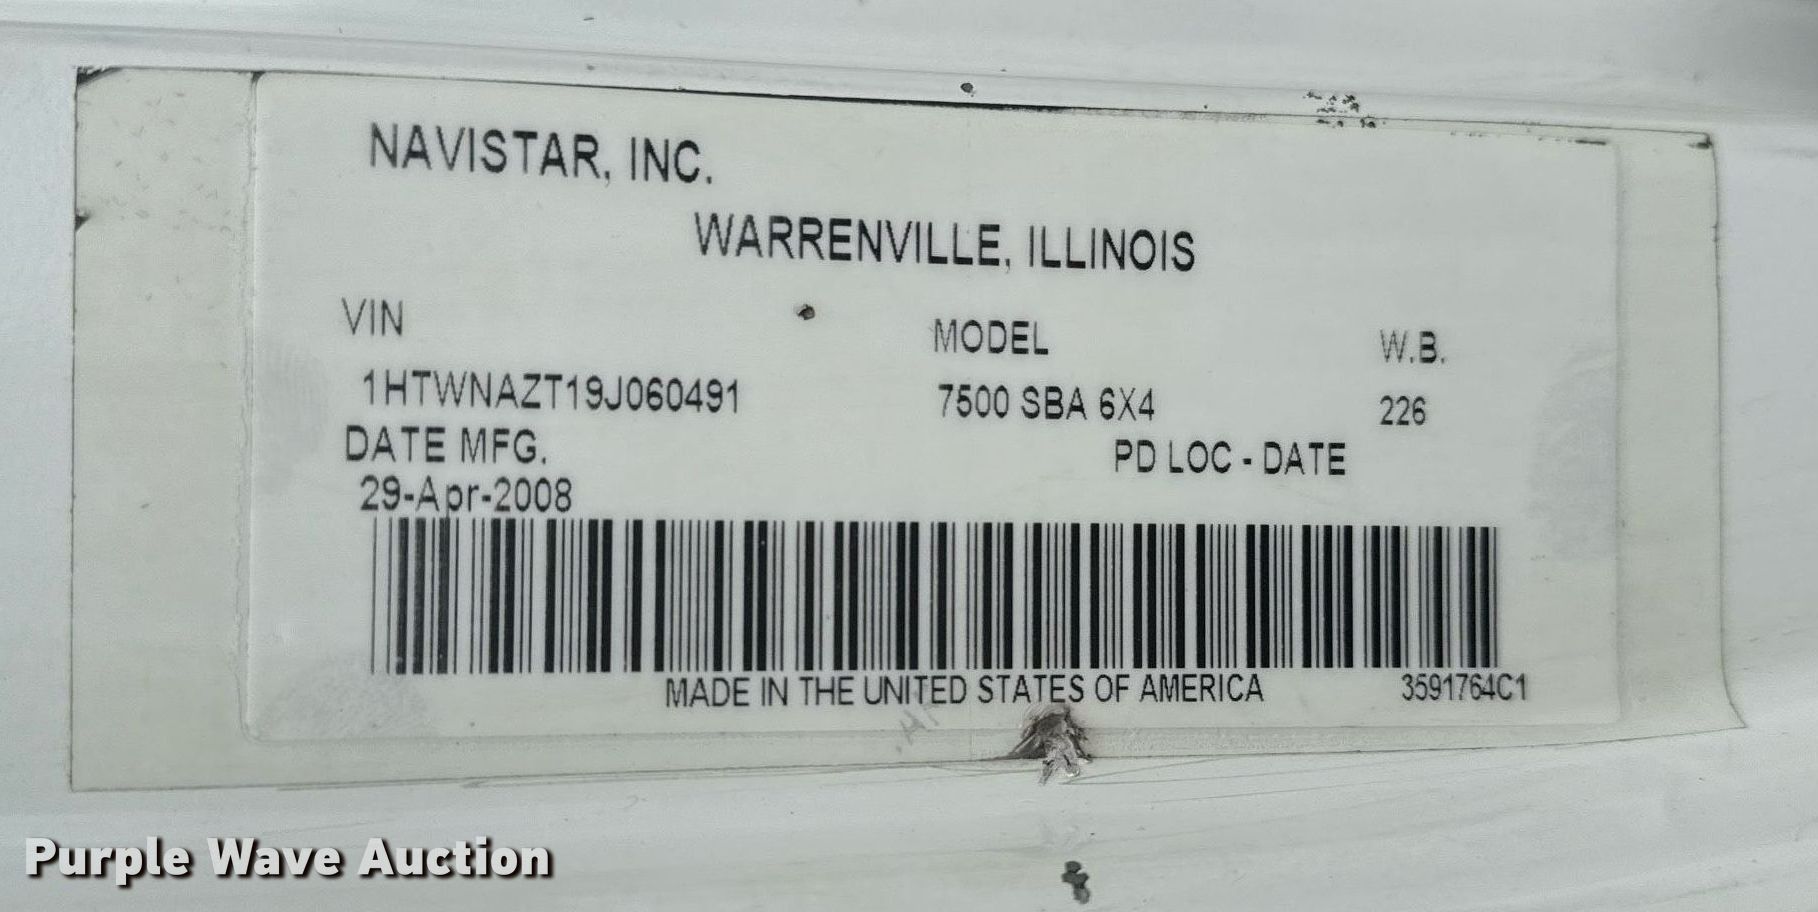 NAVISTAR, INC.
WARRENVILLE, ILLINOIS
VIN MODEL W.B.
1HTWNAZT19J060491 7500 SBA 6X4 226
DATE MFG. PD LOC - DATE
29-Apr-2008
MADE IN THE UNITED STATES OF AMERICA 3591764C1
Purple Wave Auction